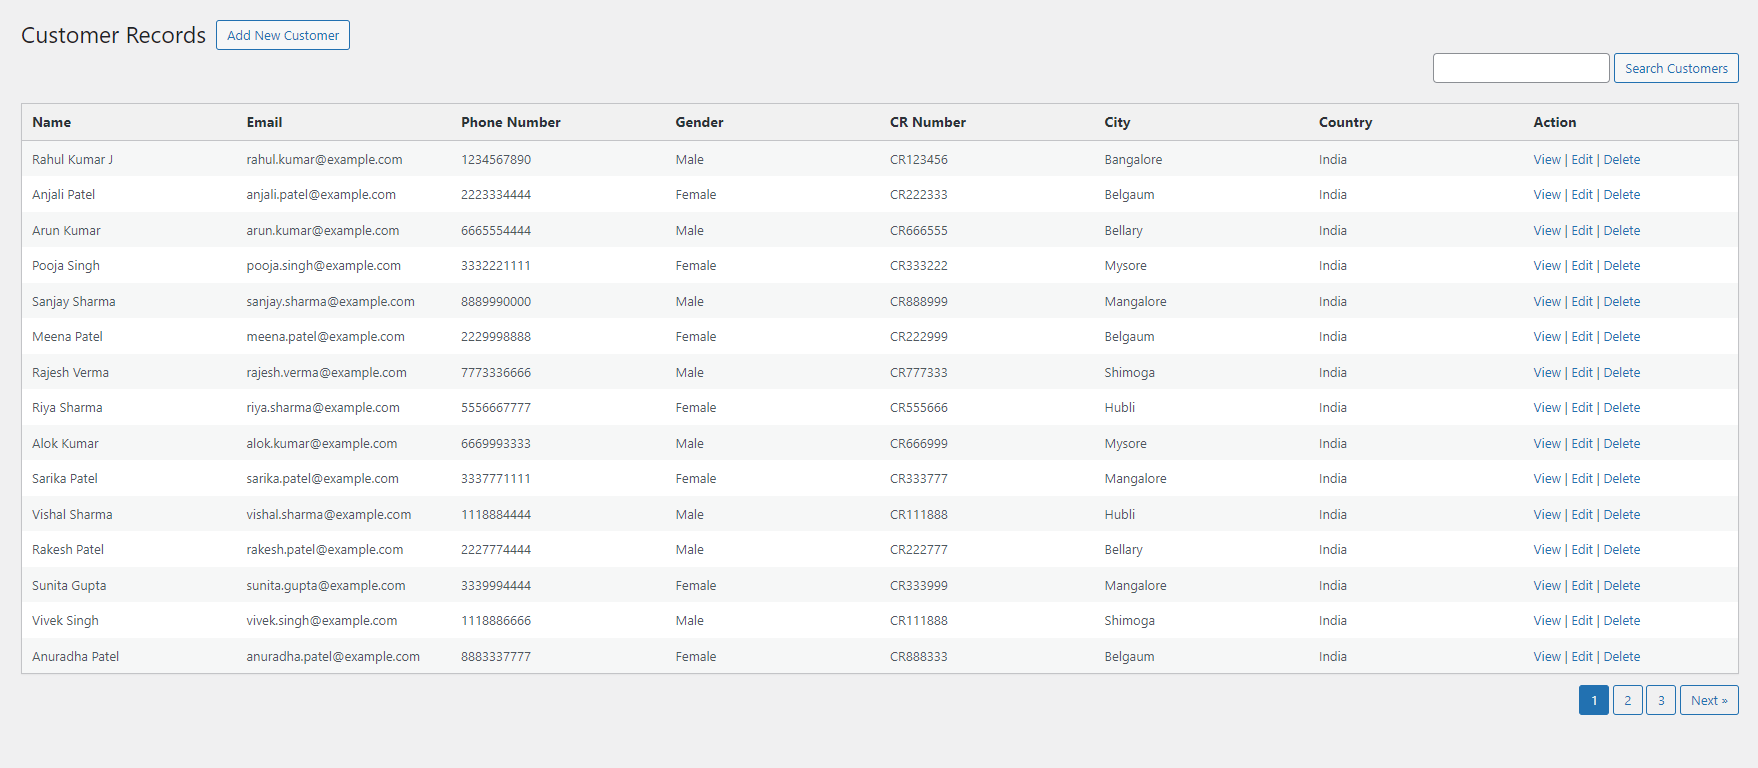 Customer Records Add New Customer
Search Customers
Name Email Phone Number Gender CR Number City Country Action
Rahul Kumar J rahul.kumar@example.com 1234567890 Male CR123456 Bangalore India View | Edit | Delete
Anjali Patel anjali.patel@example.com 2223334444 Female CR222333 Belgaum India View | Edit | Delete
Arun Kumar arun.kumar@example.com 6665554444 Male CR666555 Bellary India View | Edit | Delete
Pooja Singh pooja.singh@example.com 3332221111 Female CR333222 Mysore India View | Edit | Delete
Sanjay Sharma sanjay.sharma@example.com 8889990000 Male CR888999 Mangalore India View | Edit | Delete
Meena Patel meena.patel@example.com 2229998888 Female CR222999 Belgaum India View | Edit | Delete
Rajesh Verma rajesh.verma@example.com 7773336666 Male CR777333 Shimoga India View | Edit | Delete
Riya Sharma riya.sharma@example.com 5556667777 Female CR555666 Hubli India View | Edit | Delete
Alok Kumar alok.kumar@example.com 6669993333 Male CR666999 Mysore India View | Edit | Delete
Sarika Patel sarika.patel@example.com 3337771111 Female CR333777 Mangalore India View | Edit | Delete
Vishal Sharma vishal.sharma@example.com 1118884444 Male CR111888 Hubli India View | Edit | Delete
Rakesh Patel rakesh.patel@example.com 2227774444 Male CR222777 Bellary India View | Edit | Delete
Sunita Gupta sunita.gupta@example.com 3339994444 Female CR333999 Mangalore India View | Edit | Delete
Vivek Singh vivek.singh@example.com 1118886666 Male CR111888 Shimoga India View | Edit | Delete
Anuradha Patel anuradha.patel@example.com 8883337777 Female CR888333 Belgaum India View | Edit | Delete
1 2 3 Next »